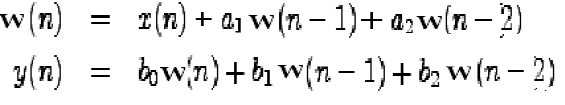 w(n) = x(n) + a₁ w(n − 1) + a₂ w(n − 2)
y(n) = b₀ w(n) + b₁ w(n − 1) + b₂ w(n − 2)